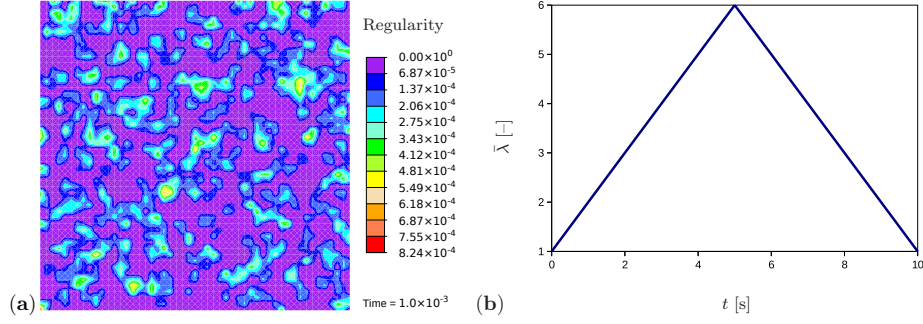 Regularity
0.00×10⁰
6.87×10⁻⁵
1.37×10⁻⁴
2.06×10⁻⁴
2.75×10⁻⁴
3.43×10⁻⁴
4.12×10⁻⁴
4.81×10⁻⁴
5.49×10⁻⁴
6.18×10⁻⁴
6.87×10⁻⁴
7.55×10⁻⁴
8.24×10⁻⁴
Time = 1.0×10⁻³
(a)
6
5
4
3
2
1
λ̄ [−]
0 2 4 6 8 10
t [s]
(b)